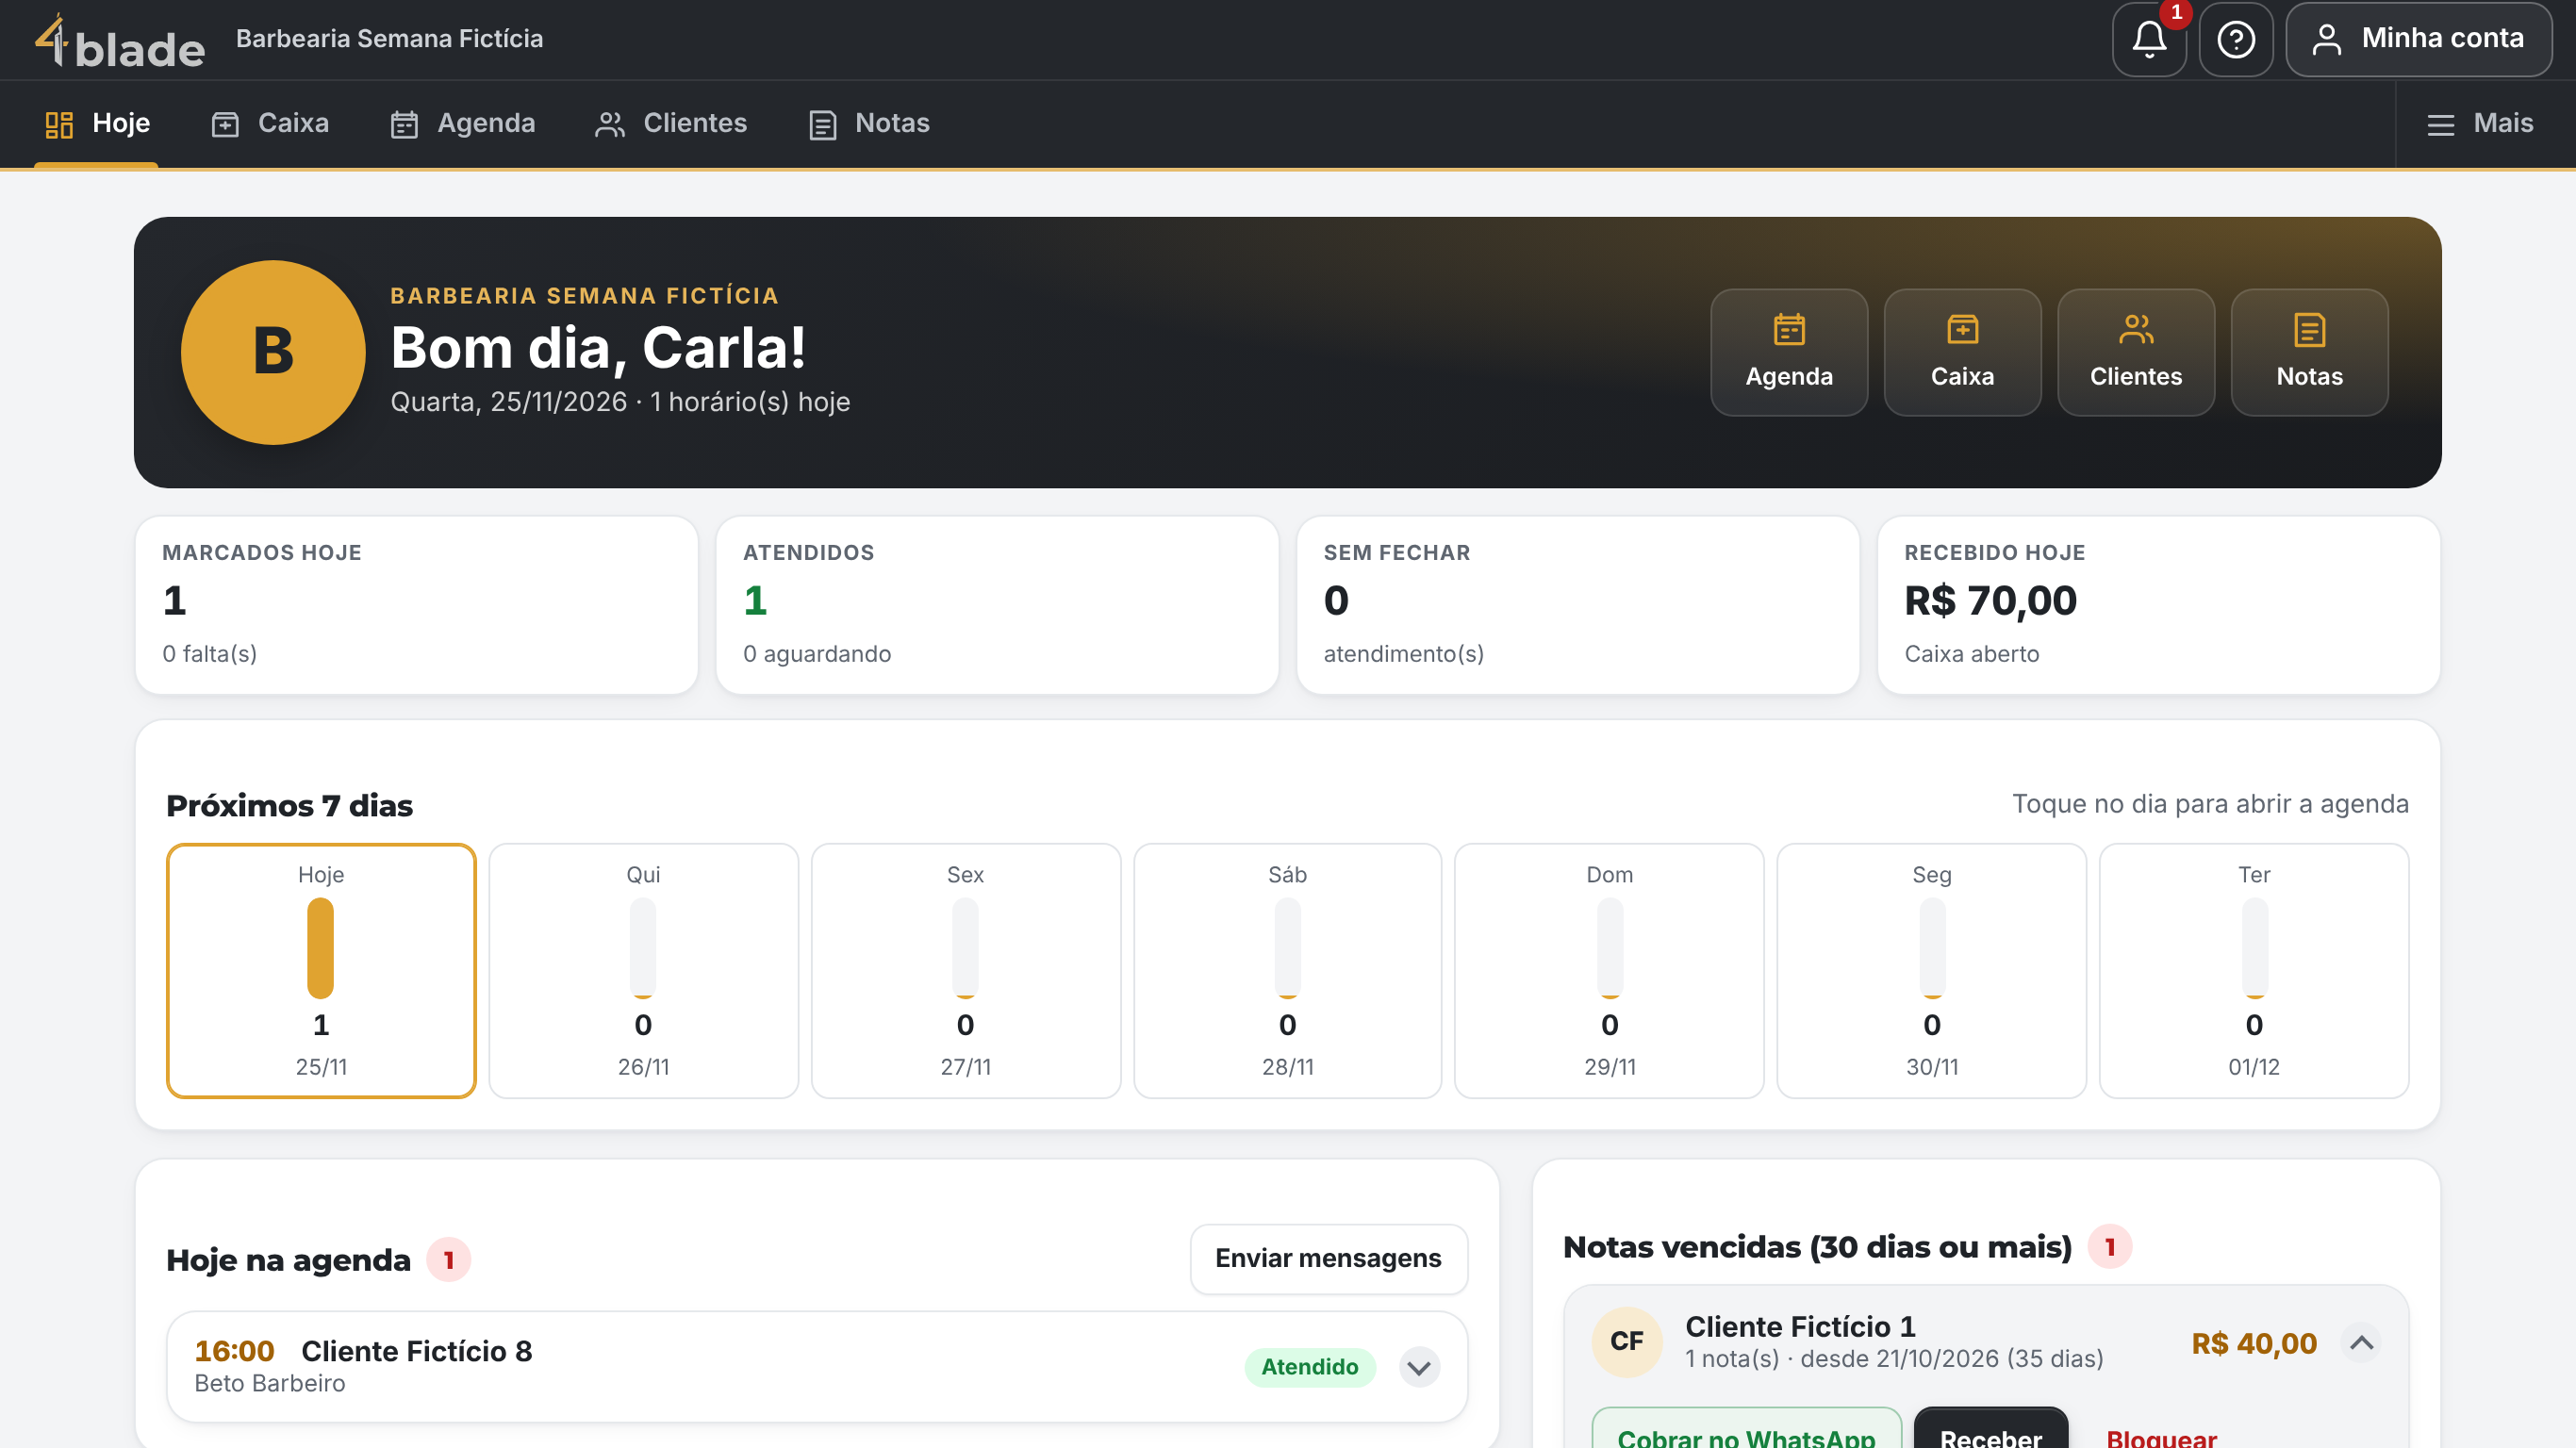 4blade
Barbearia Semana Fictícia
1
Minha conta
Hoje
Caixa
Agenda
Clientes
Notas
Mais
B
BARBEARIA SEMANA FICTÍCIA
Bom dia, Carla!
Quarta, 25/11/2026 · 1 horário(s) hoje
Agenda
Caixa
Clientes
Notas
MARCADOS HOJE
1
0 falta(s)
ATENDIDOS
1
0 aguardando
SEM FECHAR
0
atendimento(s)
RECEBIDO HOJE
R$ 70,00
Caixa aberto
Próximos 7 dias
Toque no dia para abrir a agenda
Hoje
1
25/11
Qui
0
26/11
Sex
0
27/11
Sáb
0
28/11
Dom
0
29/11
Seg
0
30/11
Ter
0
01/12
Hoje na agenda 1
Enviar mensagens
16:00 Cliente Fictício 8
Beto Barbeiro
Atendido
Notas vencidas (30 dias ou mais) 1
CF
Cliente Fictício 1
1 nota(s) · desde 21/10/2026 (35 dias)
R$ 40,00
Cobrar no WhatsApp
Receber
Bloquear